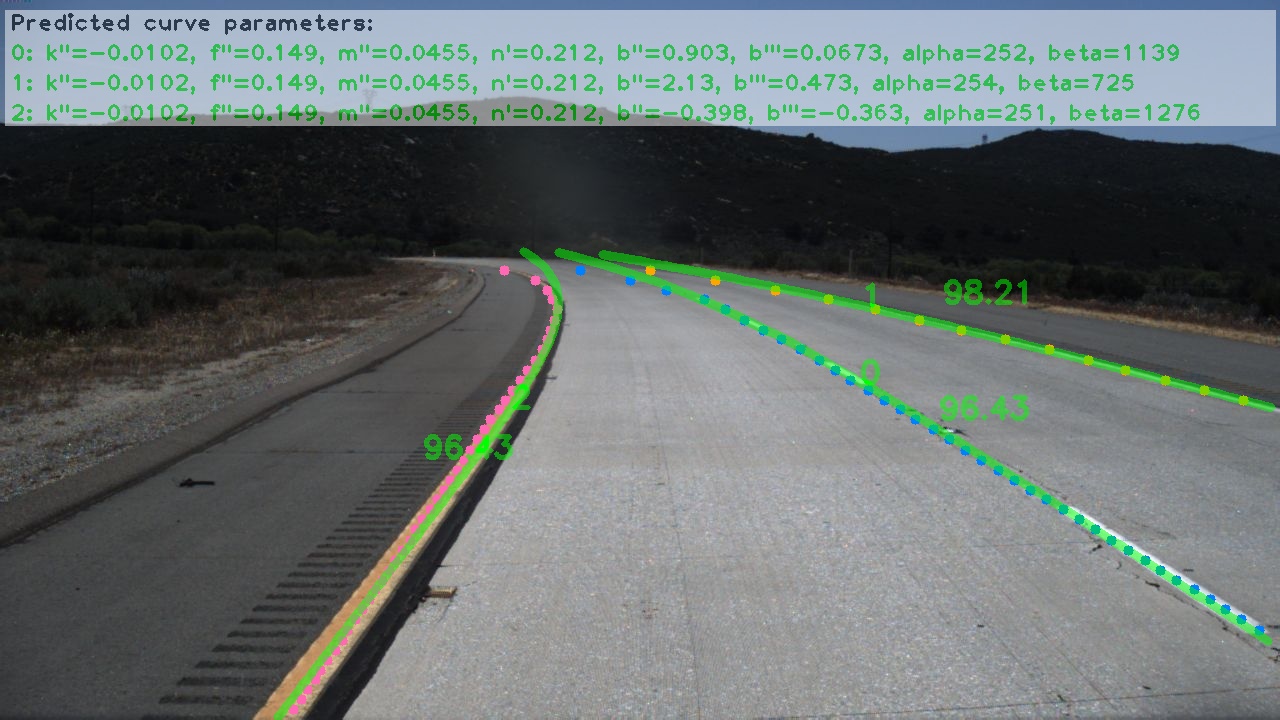 Predicted curve parameters:
0: k''=-0.0102, f''=0.149, m''=0.0455, n'=0.212, b''=0.903, b'''=0.0673, alpha=252, beta=1139
1: k''=-0.0102, f''=0.149, m''=0.0455, n'=0.212, b''=2.13, b'''=0.473, alpha=254, beta=725
2: k''=-0.0102, f''=0.149, m''=0.0455, n'=0.212, b''=-0.398, b'''=-0.363, alpha=251, beta=1276
1 98.21
0
96.43
2